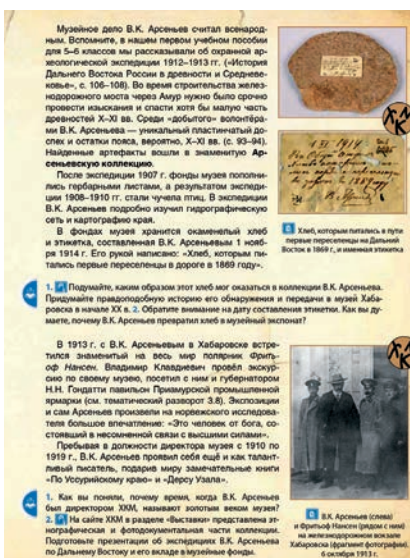 Музейное дело В.К. Арсеньев считал всенарод-
ным. Вспомните, в нашем первом учебном пособии
для 5–6 классов мы рассказывали об охранной ар-
хеологической экспедиции 1912–1913 гг. («История
Дальнего Востока России в древности и Средневе-
ковье», с. 106–108). Во время строительства желез-
нодорожного моста через Амур нужно было срочно
провести изыскания и спасти хотя бы малую часть
древностей X–XI вв. Среди «добытого» волонтёра-
ми В.К. Арсеньева — уникальный пластинчатый до-
спех и остатки пояса, вероятно, X–XI вв. (с. 93–94).
Найденные артефакты вошли в знаменитую Ар-
сеньевскую коллекцию.
После экспедиции 1907 г. фонды музея пополни-
лись гербарными листами, а результатом экспеди-
ции 1908–1910 гг. стали чучела птиц. В экспедиции
В.К. Арсеньев подробно изучил гидрографическую
сеть и картографию края.
В фондах музея хранится окаменелый хлеб
и этикетка, составленная В.К. Арсеньевым 1 нояб-
ря 1914 г. Его рукой написано: «Хлеб, которым пи-
тались первые переселенцы в дороге в 1869 году».
ХКМ
1 XI 1914
Хлеб, которым питались в пути
первые переселенцы на Дальний
Восток в 1869 г., и именная этикетка
1. Подумайте, каким образом этот хлеб мог оказаться в коллекции В.К. Арсеньева.
Придумайте правдоподобную историю его обнаружения и передачи в музей Хаба-
ровска в начале XX в. 2. Обратите внимание на дату составления этикетки. Как вы ду-
маете, почему В.К. Арсеньев превратил хлеб в музейный экспонат?
В 1913 г. с В.К. Арсеньевым в Хабаровске встре-
тился знаменитый на весь мир полярник Фритьоф
Нансен. Владимир Клавдиевич провёл экскур-
сию по своему музею, посетил с ним и губернатором
Н.Н. Гондатти павильон Приамурской промышленной
ярмарки (см. тематический разворот 3.8). Экспозиции
и сам Арсеньев произвели на норвежского исследова-
теля большое впечатление: «Это человек от бога, со-
стоявший в несомненной связи с высшими силами».
Пребывая в должности директора музея с 1910 по
1919 г., В.К. Арсеньев проявил себя ещё и как талант-
ливый писатель, подарив миру замечательные книги
«По Уссурийскому краю» и «Дерсу Узала».
ХКМ
1. Как вы поняли, почему время, когда В.К. Арсеньев
был директором ХКМ, называют золотым веком музея?
2. На сайте ХКМ в разделе «Выставки» представлена эт-
нографическая и фотодокументальная части коллекции.
Подготовьте презентации об экспедициях В.К. Арсеньева
по Дальнему Востоку и его вкладе в музейные фонды.
В.К. Арсеньев (слева)
и Фритьоф Нансен (рядом с ним)
на железнодорожном вокзале
Хабаровска (фрагмент фотографии).
6 октября 1913 г.